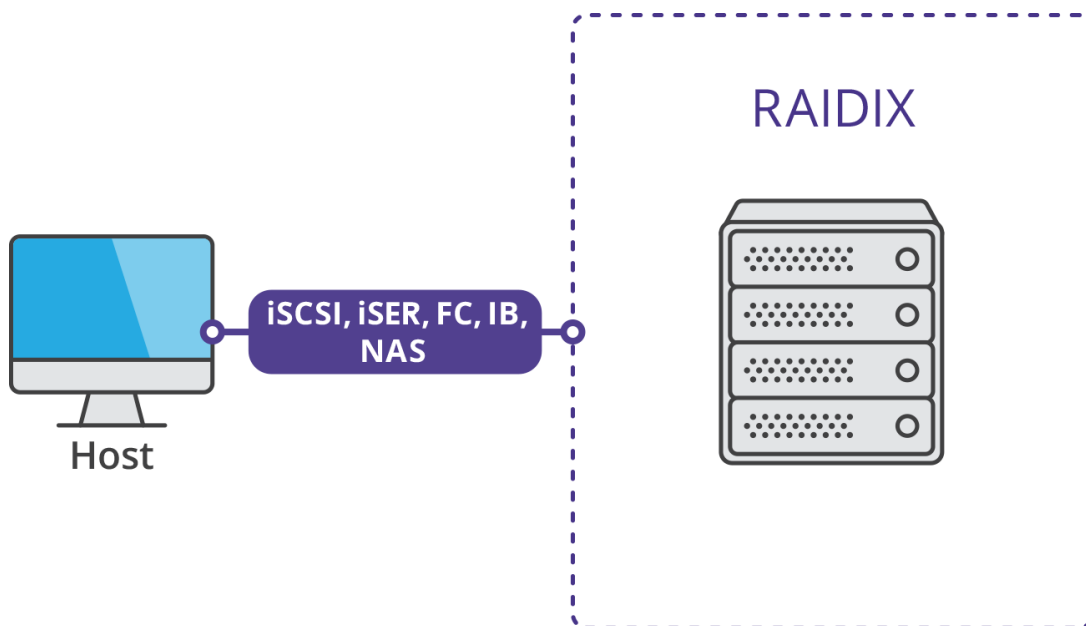 RAIDIX
iSCSI, iSER, FC, IB,
NAS
Host